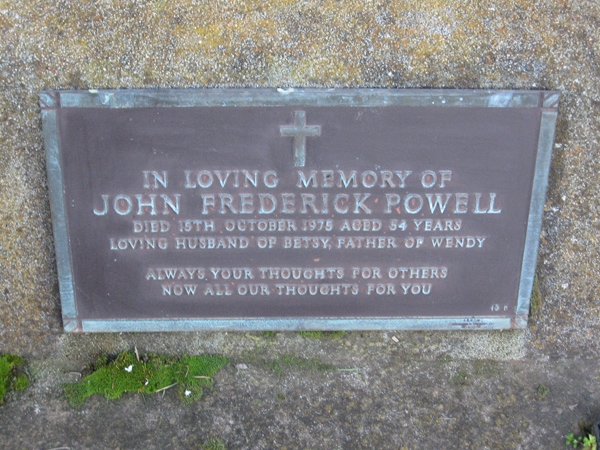 IN LOVING MEMORY OF
JOHN FREDERICK POWELL
DIED 15TH OCTOBER 1975 AGED 54 YEARS
LOVING HUSBAND OF BETSY, FATHER OF WENDY
ALWAYS YOUR THOUGHTS FOR OTHERS
NOW ALL OUR THOUGHTS FOR YOU